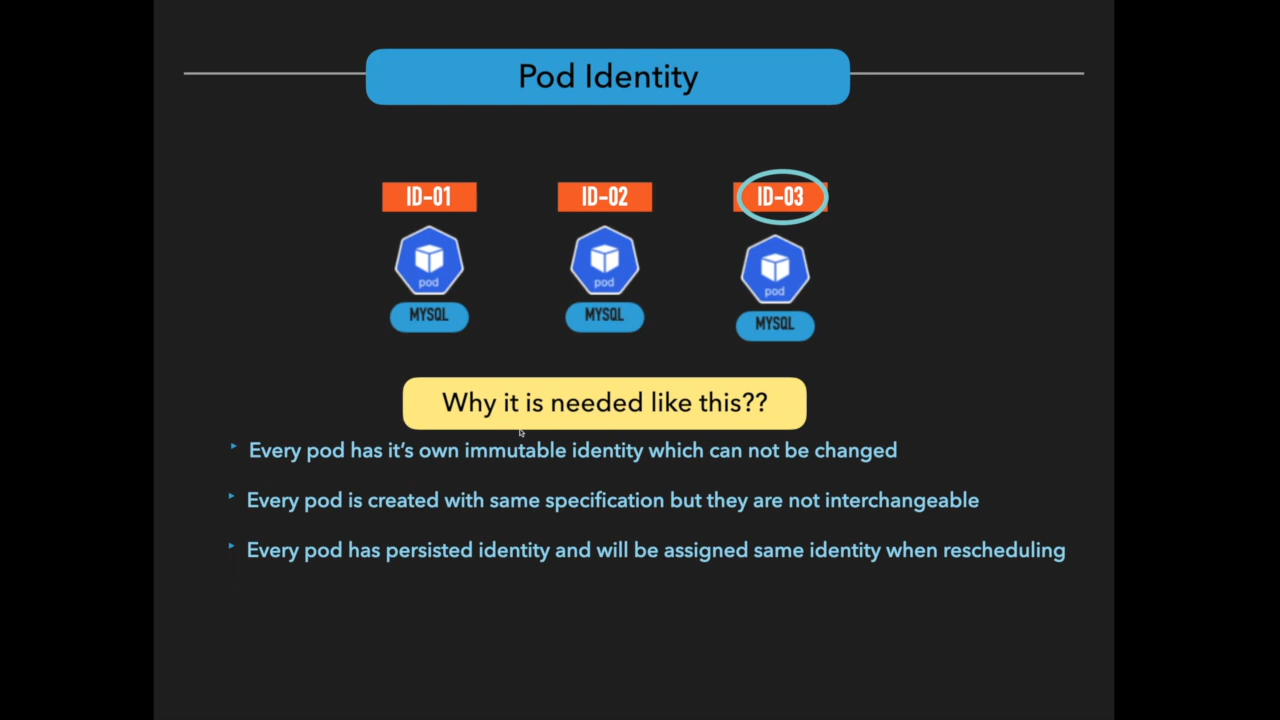 Pod Identity
ID-01
ID-02
ID-03
pod
pod
pod
MYSQL
MYSQL
MYSQL
Why it is needed like this??
Every pod has it's own immutable identity which can not be changed
Every pod is created with same specification but they are not interchangeable
Every pod has persisted identity and will be assigned same identity when rescheduling